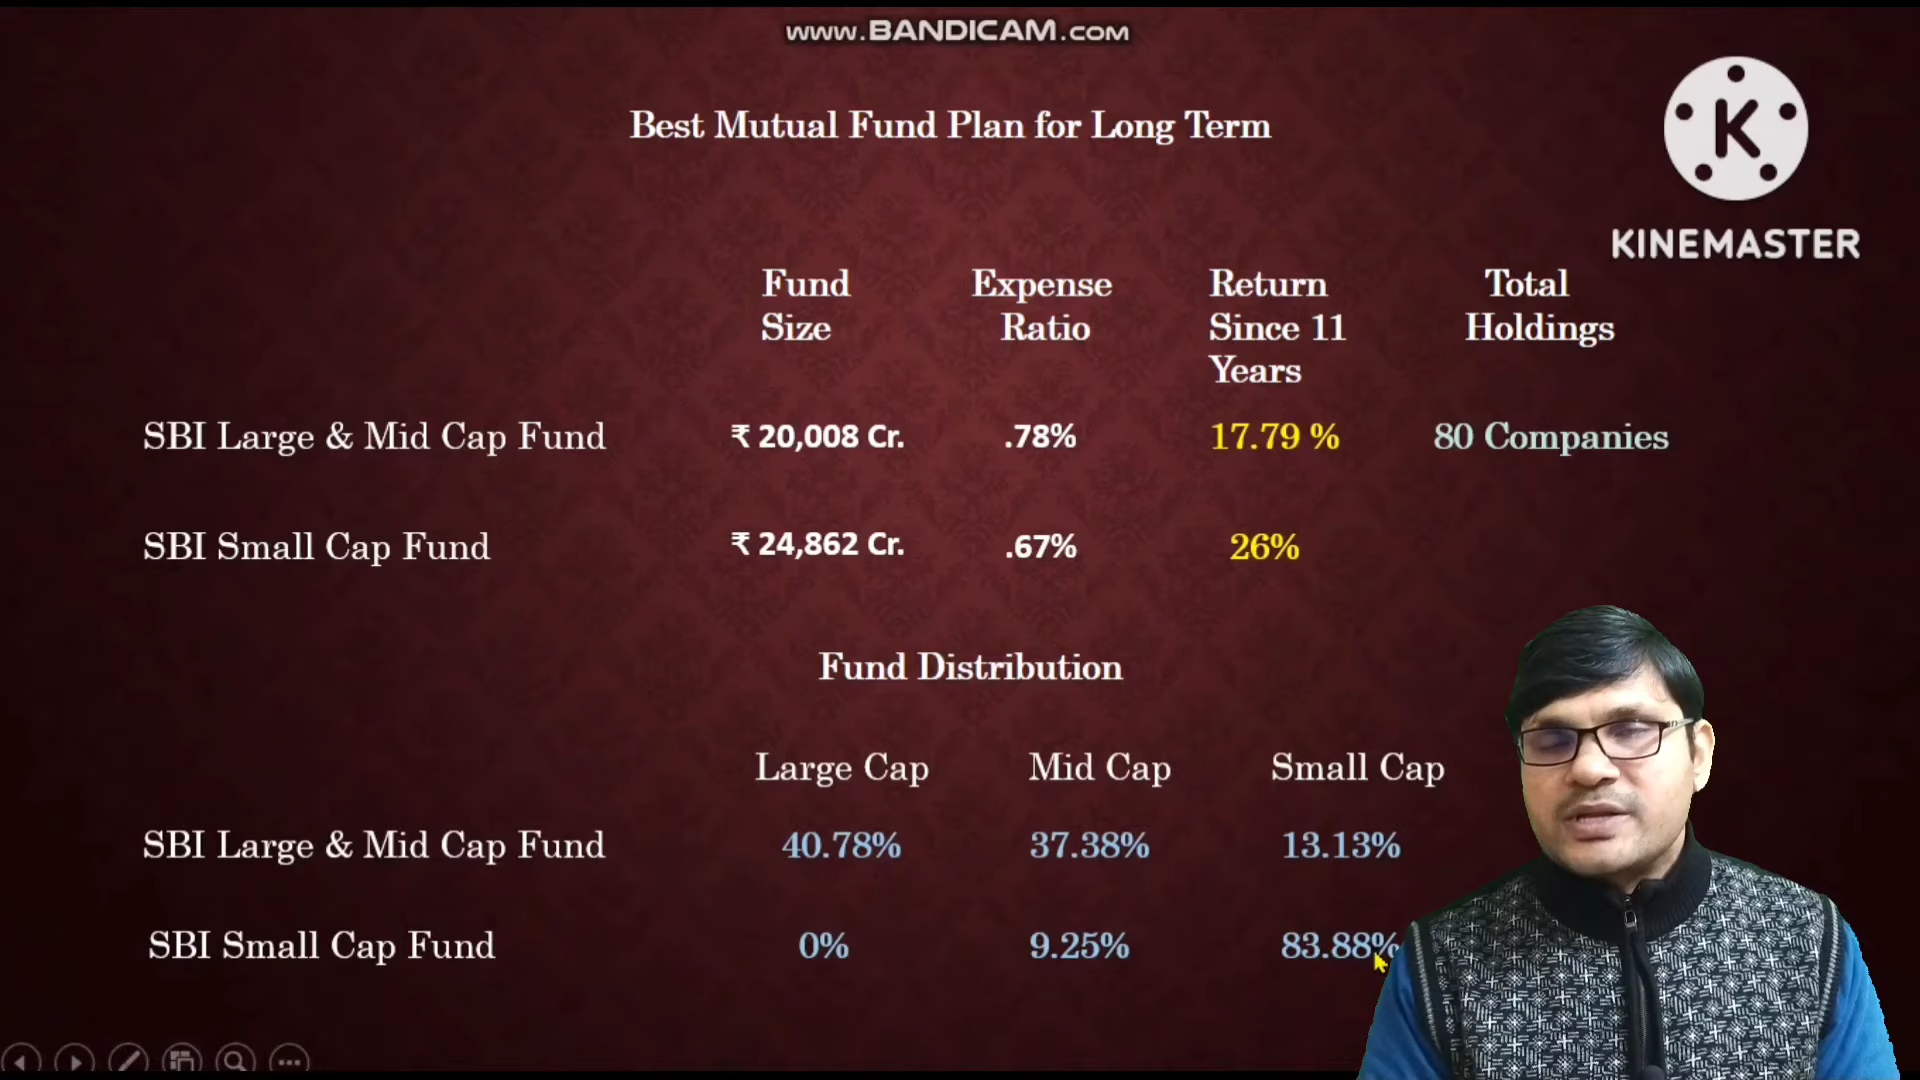 www.BANDICAM.com
Best Mutual Fund Plan for Long Term
K
KINEMASTER
Fund Size
Expense Ratio
Return Since 11 Years
Total Holdings
SBI Large & Mid Cap Fund ₹ 20,008 Cr. .78% 17.79 % 80 Companies
SBI Small Cap Fund ₹ 24,862 Cr. .67% 26%
Fund Distribution
Large Cap Mid Cap Small Cap
SBI Large & Mid Cap Fund 40.78% 37.38% 13.13%
SBI Small Cap Fund 0% 9.25% 83.88%